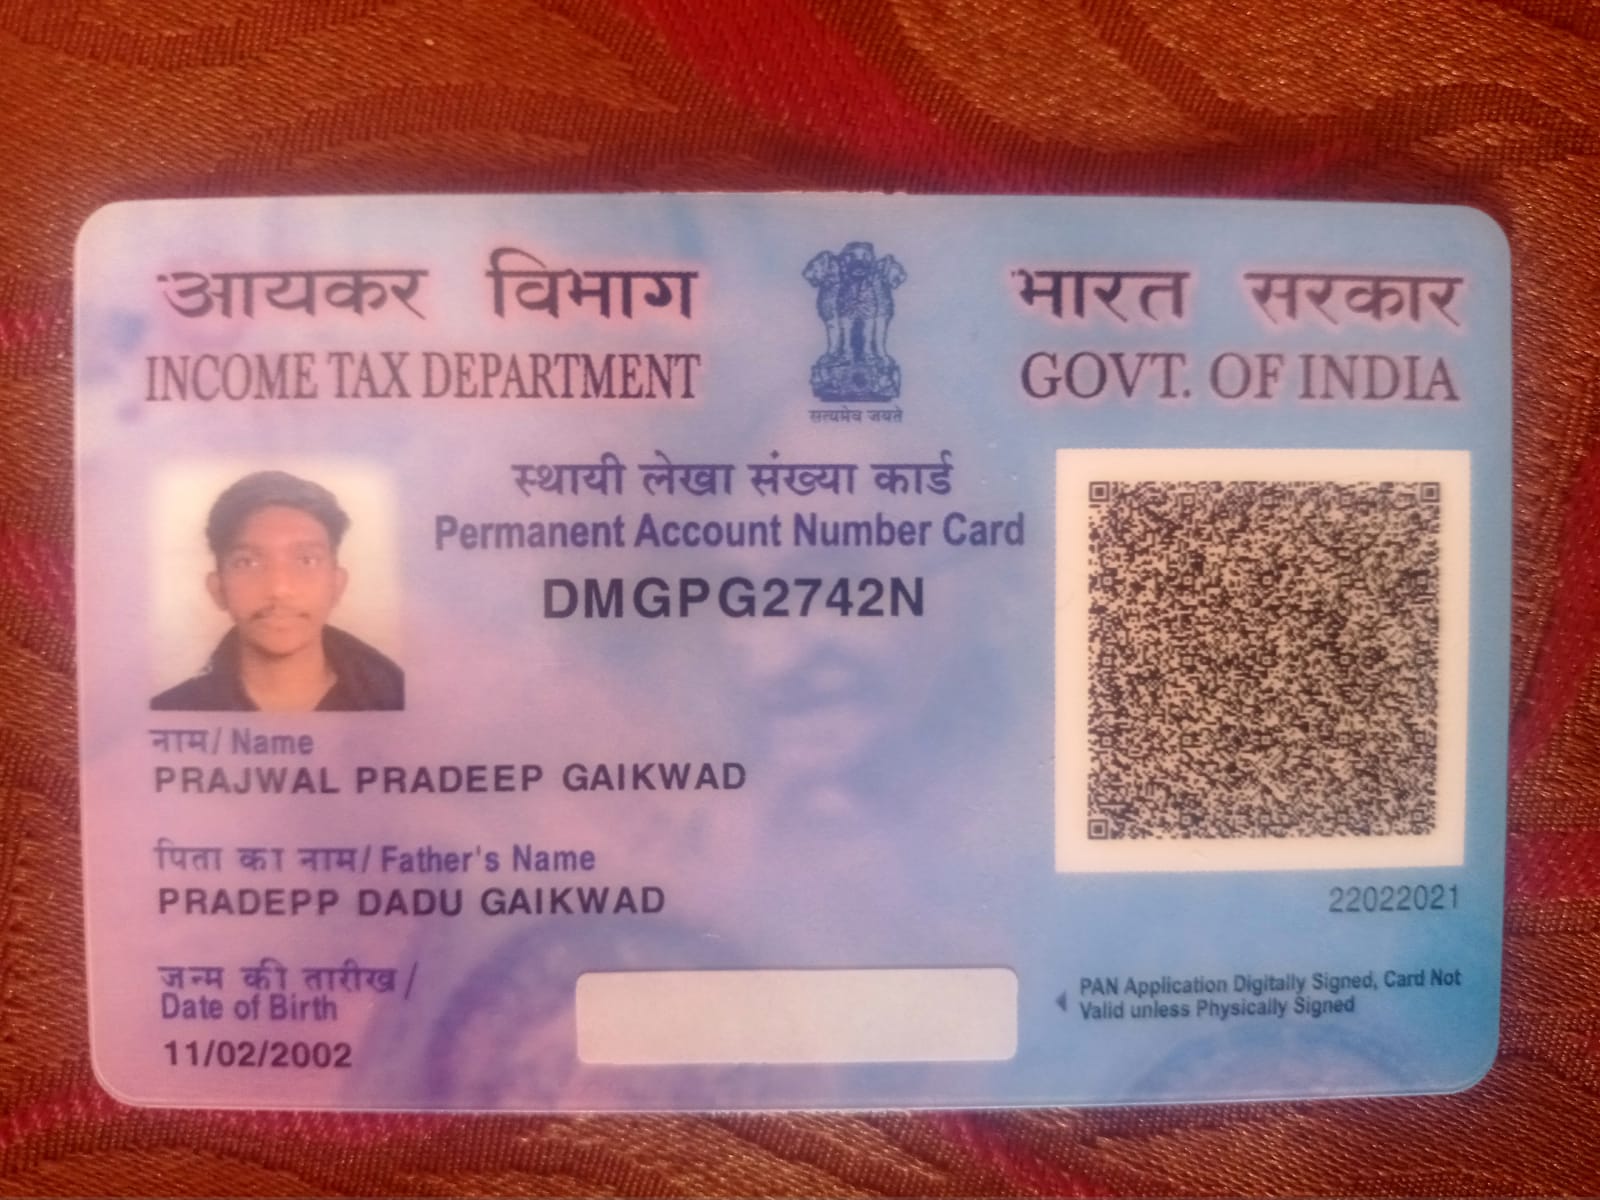 आयकर विभाग
INCOME TAX DEPARTMENT
सत्यमेव जयते
भारत सरकार
GOVT. OF INDIA
स्थायी लेखा संख्या कार्ड
Permanent Account Number Card
DMGPG2742N
नाम/ Name
PRAJWAL PRADEEP GAIKWAD
पिता का नाम/ Father's Name
PRADEPP DADU GAIKWAD
जन्म की तारीख/
Date of Birth
11/02/2002
22022021
PAN Application Digitally Signed, Card Not
Valid unless Physically Signed